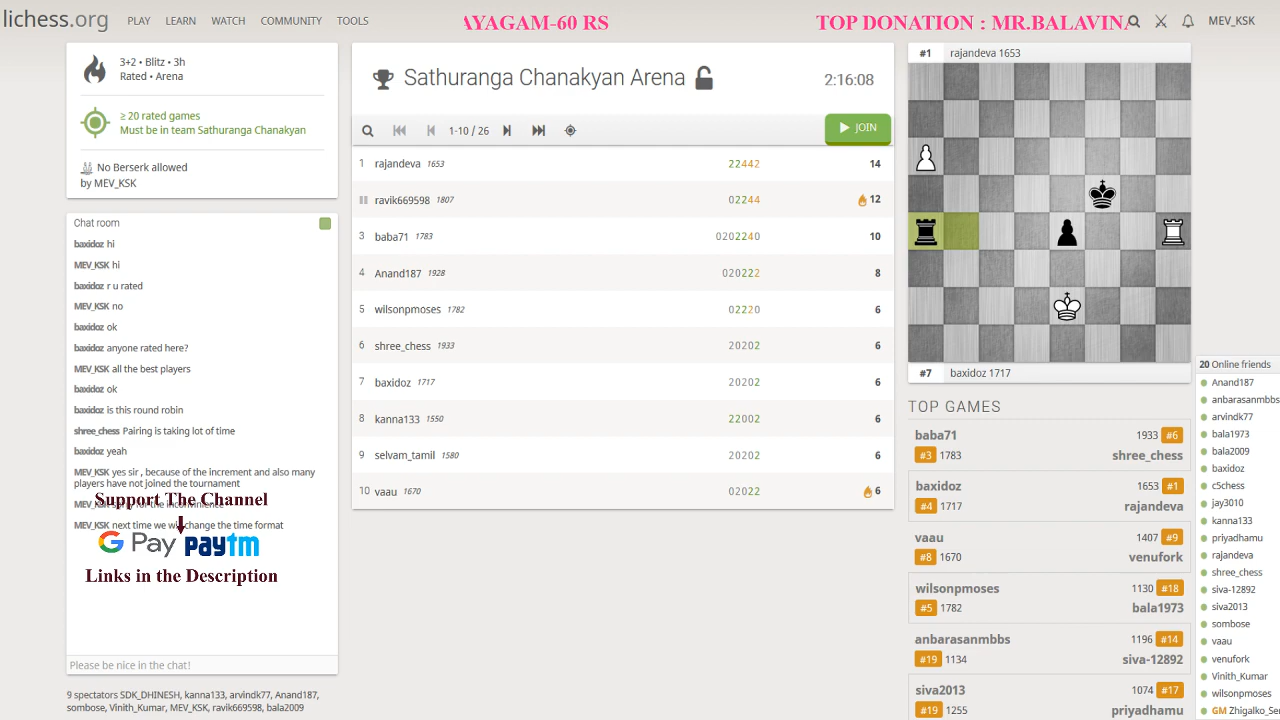 lichess.org
PLAY LEARN WATCH COMMUNITY TOOLS
AYAGAM-60 RS TOP DONATION : MR.BALAVINA
MEV_KSK
3+2 • Blitz • 3h
Rated • Arena
≥ 20 rated games
Must be in team Sathuranga Chanakyan
No Berserk allowed
by MEV_KSK
Chat room
baxidoz hi
MEV_KSK hi
baxidoz r u rated
MEV_KSK no
baxidoz ok
baxidoz anyone rated here?
MEV_KSK all the best players
baxidoz ok
baxidoz is this round robin
shree_chess Pairing is taking lot of time
baxidoz yeah
MEV_KSK yes sir , because of the increment and also many
players have not joined the tournament
Support The Channel
MEV_KSK next time we will change the time format
G Pay paytm
Links in the Description
Please be nice in the chat!
9 spectators SDK_DHINESH, kanna133, arvindk77, Anand187,
sombose, Vinith_Kumar, MEV_KSK, ravik669598, bala2009
Sathuranga Chanakyan Arena
2:16:08
1-10 / 26
JOIN
1 rajandeva 1653 22442 14
ravik669598 1807 02244 12
3 baba71 1783 0202240 10
4 Anand187 1928 020222 8
5 wilsonpmoses 1782 02220 6
6 shree_chess 1933 20202 6
7 baxidoz 1717 20202 6
8 kanna133 1550 22002 6
9 selvam_tamil 1580 20202 6
10 vaau 1670 02022 6
#1 rajandeva 1653
#7 baxidoz 1717
TOP GAMES
baba71 1933 #6
#3 1783 shree_chess
baxidoz 1653 #1
#4 1717 rajandeva
vaau 1407 #9
#8 1670 venufork
wilsonpmoses 1130 #18
#5 1782 bala1973
anbarasanmbbs 1196 #14
#19 1134 siva-12892
siva2013 1074 #17
#19 1255 priyadhamu
20 Online friends
Anand187
anbarasanmbbs
arvindk77
bala1973
bala2009
baxidoz
c5chess
jay3010
kanna133
priyadhamu
rajandeva
shree_chess
siva-12892
siva2013
sombose
vaau
venufork
Vinith_Kumar
wilsonpmoses
GM Zhigalko_Se